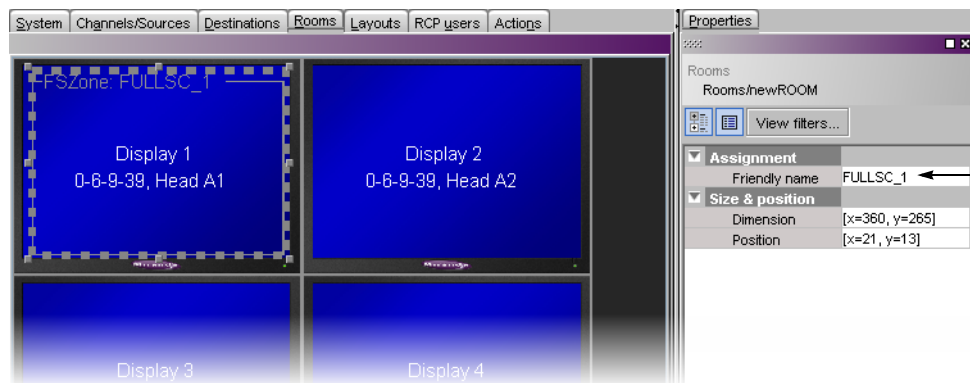 System Channels/Sources Destinations Rooms Layouts RCP users Actions
FFSZone: FULLSC_1
Display 1
0-6-9-39, Head A1
Display 2
0-6-9-39, Head A2
Display 3
Display 4
Properties
Rooms
Rooms/newROOM
View filters...
Assignment
Friendly name FULLSC_1
Size & position
Dimension [x=360, y=265]
Position [x=21, y=13]